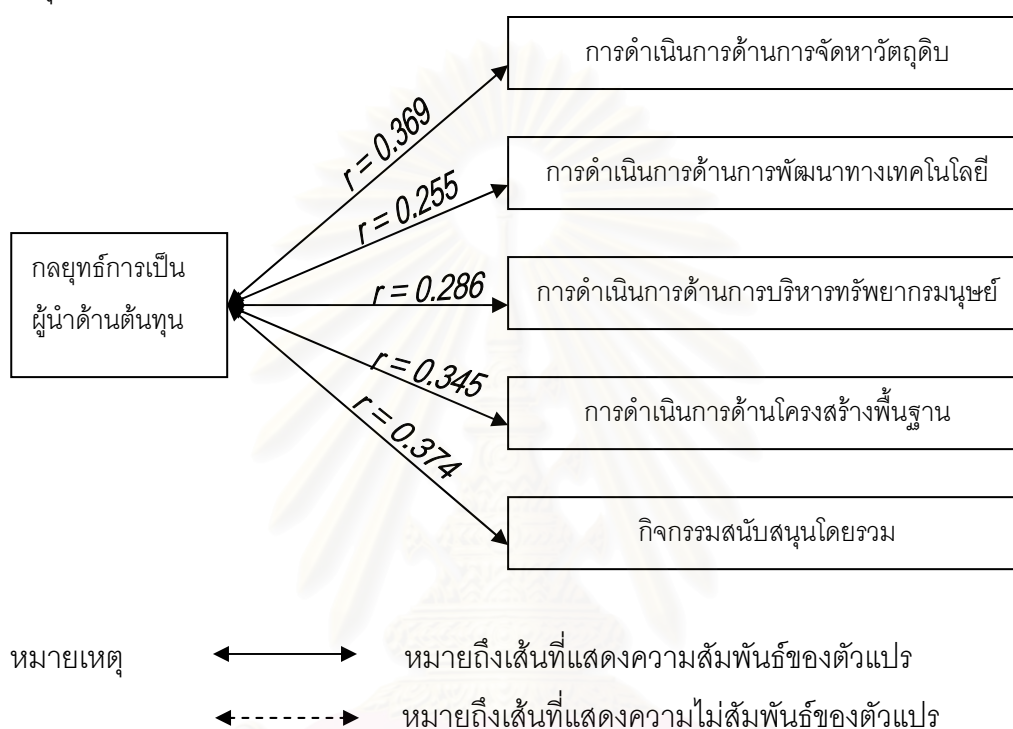 การดำเนินการด้านการจัดหาวัตถุดิบ
r = 0.369
การดำเนินการด้านการพัฒนาทางเทคโนโลยี
r = 0.255
กลยุทธ์การเป็น
ผู้นำด้านต้นทุน
r = 0.286
การดำเนินการด้านการบริหารทรัพยากรมนุษย์
r = 0.345
การดำเนินการด้านโครงสร้างพื้นฐาน
r = 0.374
กิจกรรมสนับสนุนโดยรวม
หมายเหตุ
หมายถึงเส้นที่แสดงความสัมพันธ์ของตัวแปร
หมายถึงเส้นที่แสดงความไม่สัมพันธ์ของตัวแปร